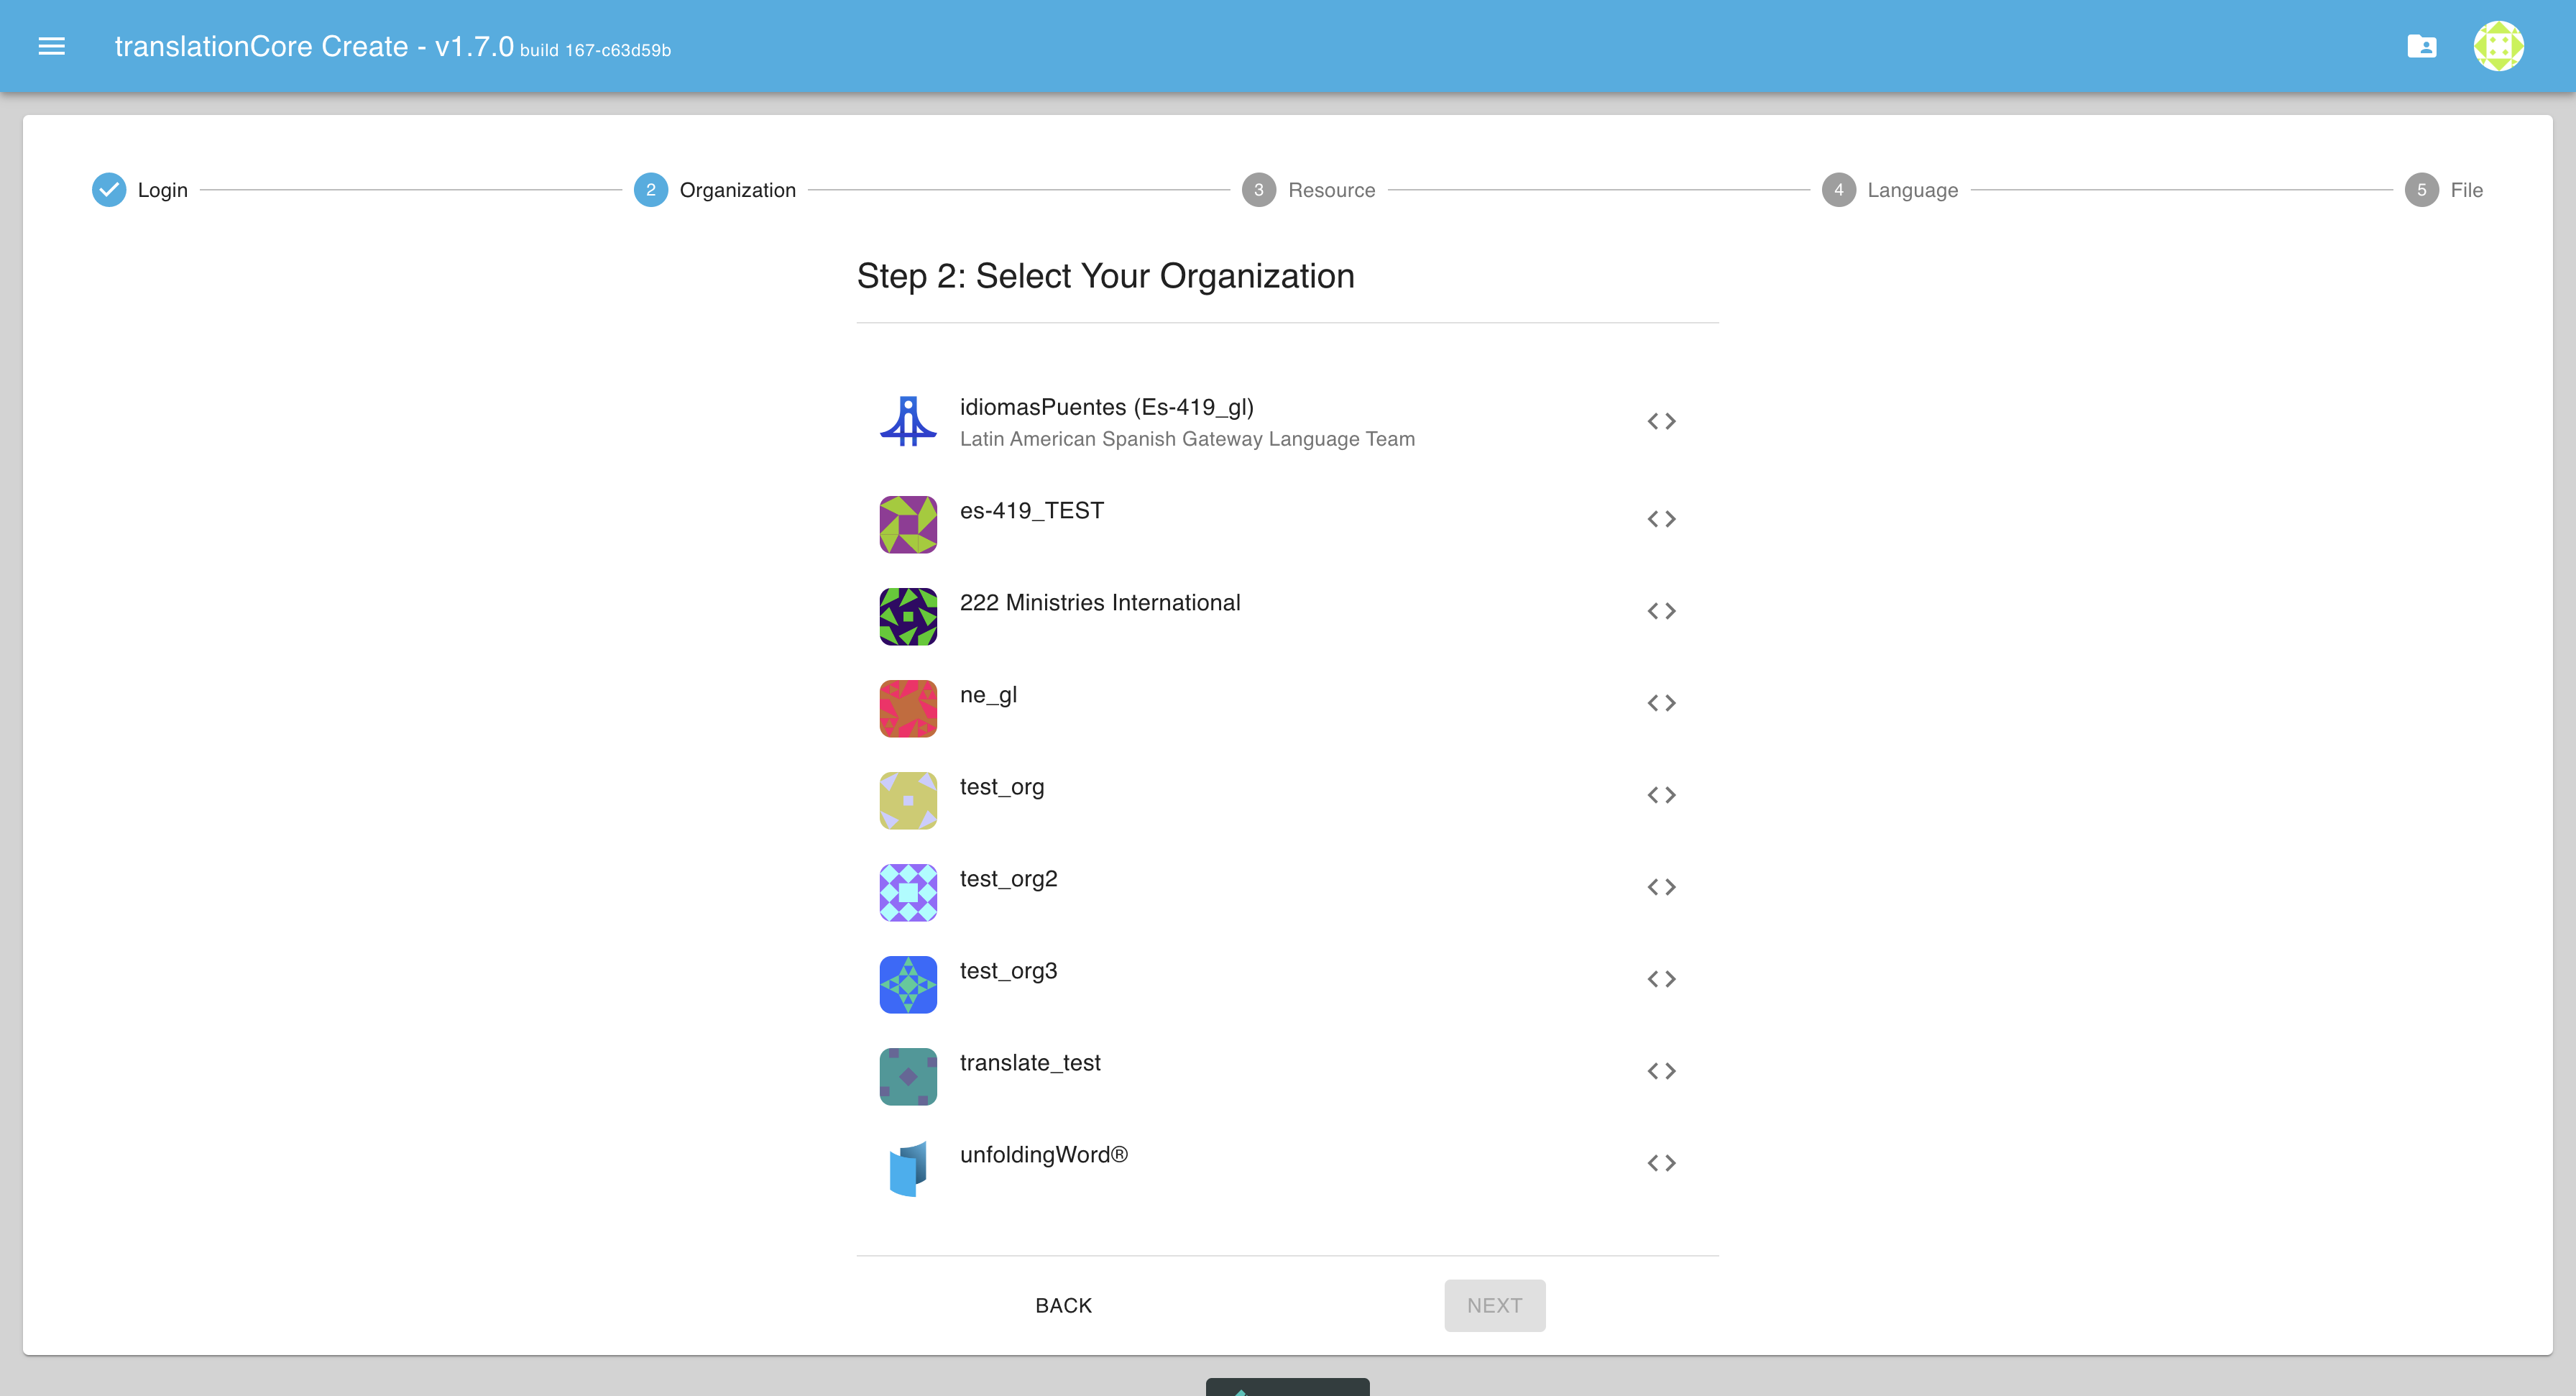 translationCore Create - v1.7.0 build 167-c63d59b
Login
2 Organization
3 Resource
4 Language
5 File
Step 2: Select Your Organization
idiomasPuentes (Es-419_gl)
Latin American Spanish Gateway Language Team
es-419_TEST
222 Ministries International
ne_gl
test_org
test_org2
test_org3
translate_test
unfoldingWord®
BACK
NEXT